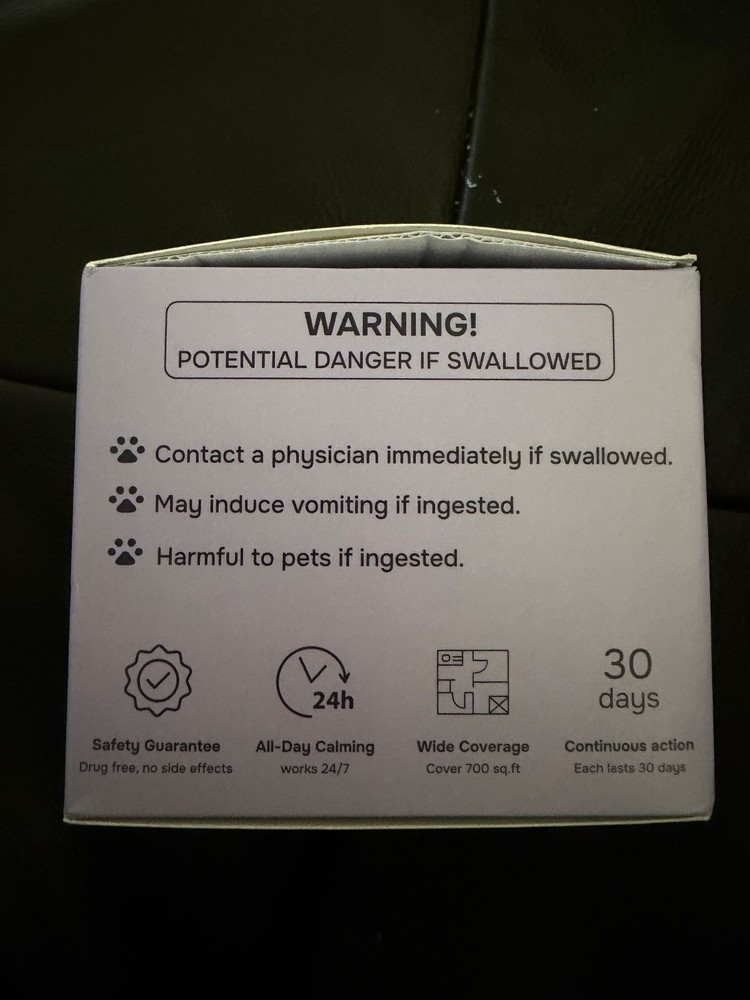 WARNING!
POTENTIAL DANGER IF SWALLOWED
Contact a physician immediately if swallowed.
May induce vomiting if ingested.
Harmful to pets if ingested.
24h
30
days
Safety Guarantee
Drug free, no side effects
All-Day Calming
works 24/7
Wide Coverage
Cover 700 sq.ft
Continuous action
Each lasts 30 days